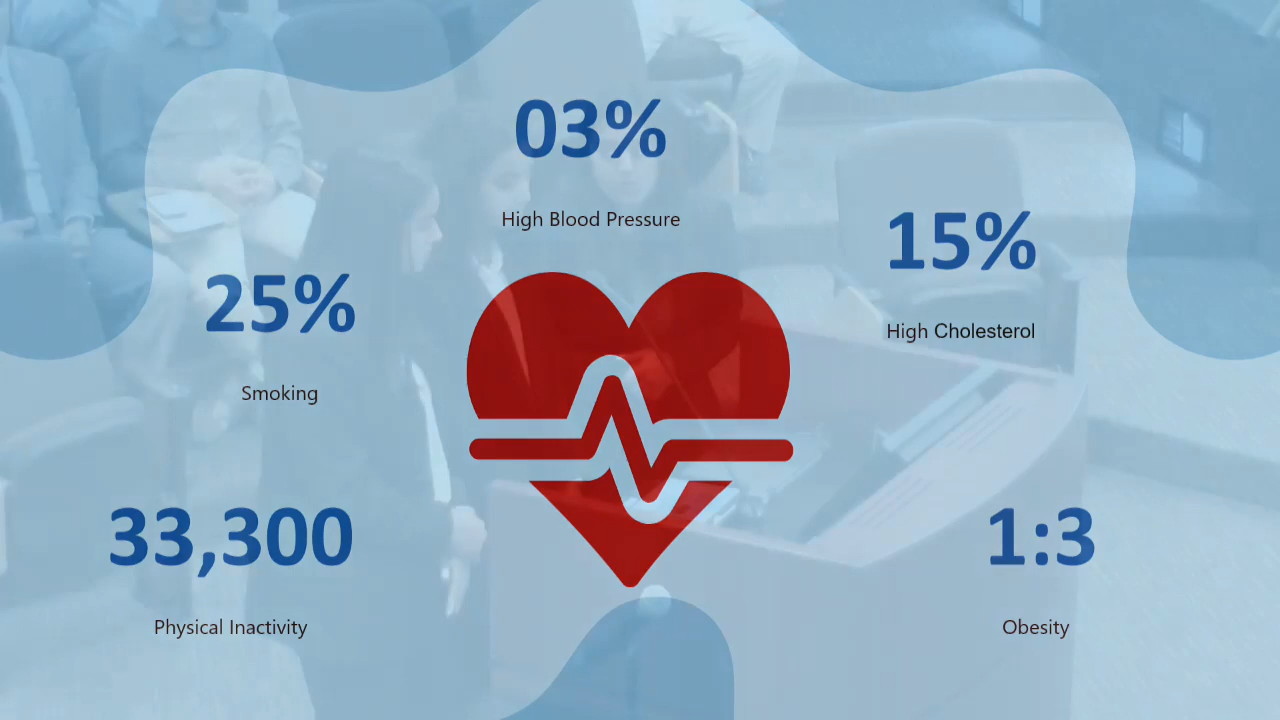 03%
High Blood Pressure
15%
High Cholesterol
25%
Smoking
33,300
Physical Inactivity
1:3
Obesity